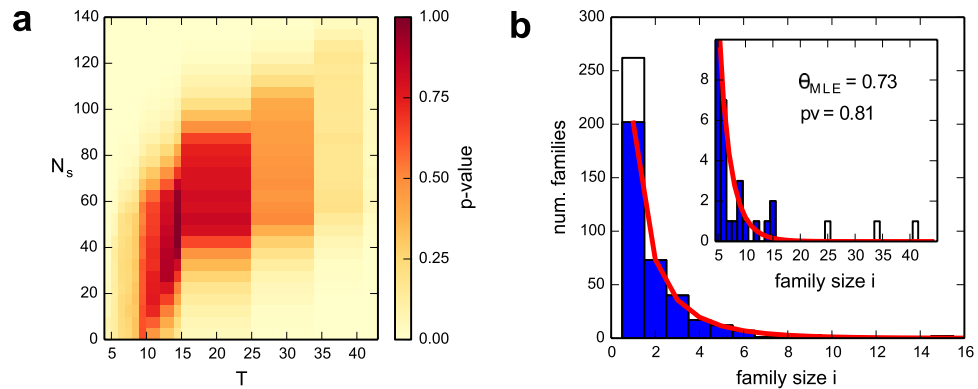 a
140
120
100
80
60
40
20
0
N_s
5 10 15 20 25 30 35 40
T
1.00
0.75
0.50
0.25
0.00
p-value
b
300
250
200
150
100
50
0
num. families
0 2 4 6 8 10 12 14 16
family size i
8
6
4
2
0
θ_MLE = 0.73
pv = 0.81
5 10 15 25 30 35 40
family size i